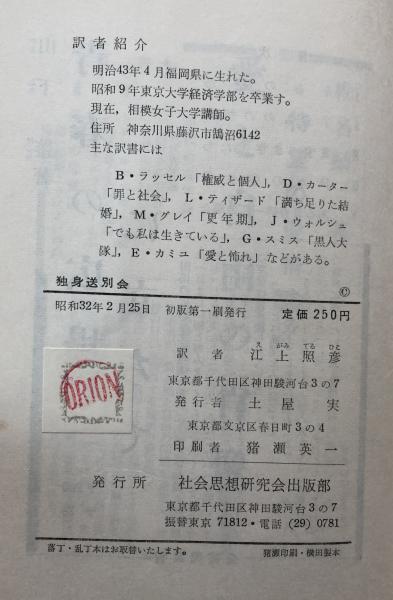 訳者紹介
明治43年4月福岡県に生れた。
昭和9年東京大学経済学部を卒業す。
現在，相模女子大学講師。
住所　神奈川県藤沢市鵠沼6142
主な訳書には
B・ラッセル「権威と個人」，D・カーター
「罪と社会」，L・ティザード「満ち足りた結
婚」，M・グレイ「更年期」，J・ウォルシュ
「でも私は生きている」，G・スミス「黒人大
隊」，E・カミユ「愛と怖れ」などがある。
独身送別会　©
昭和32年2月25日　初版第一刷発行　定価 250円
え がみ てる ひこ
訳者　江上照彦
東京都千代田区神田駿河台3の7
発行者　土屋実
東京都文京区春日町3の4
印刷者　猪瀬英一
ORION
発行所　社会思想研究会出版部
東京都千代田区神田駿河台3の7
振替東京 71812・電話 (29) 0781
落丁・乱丁本はお取替いたします。　猪瀬印刷・横田製本